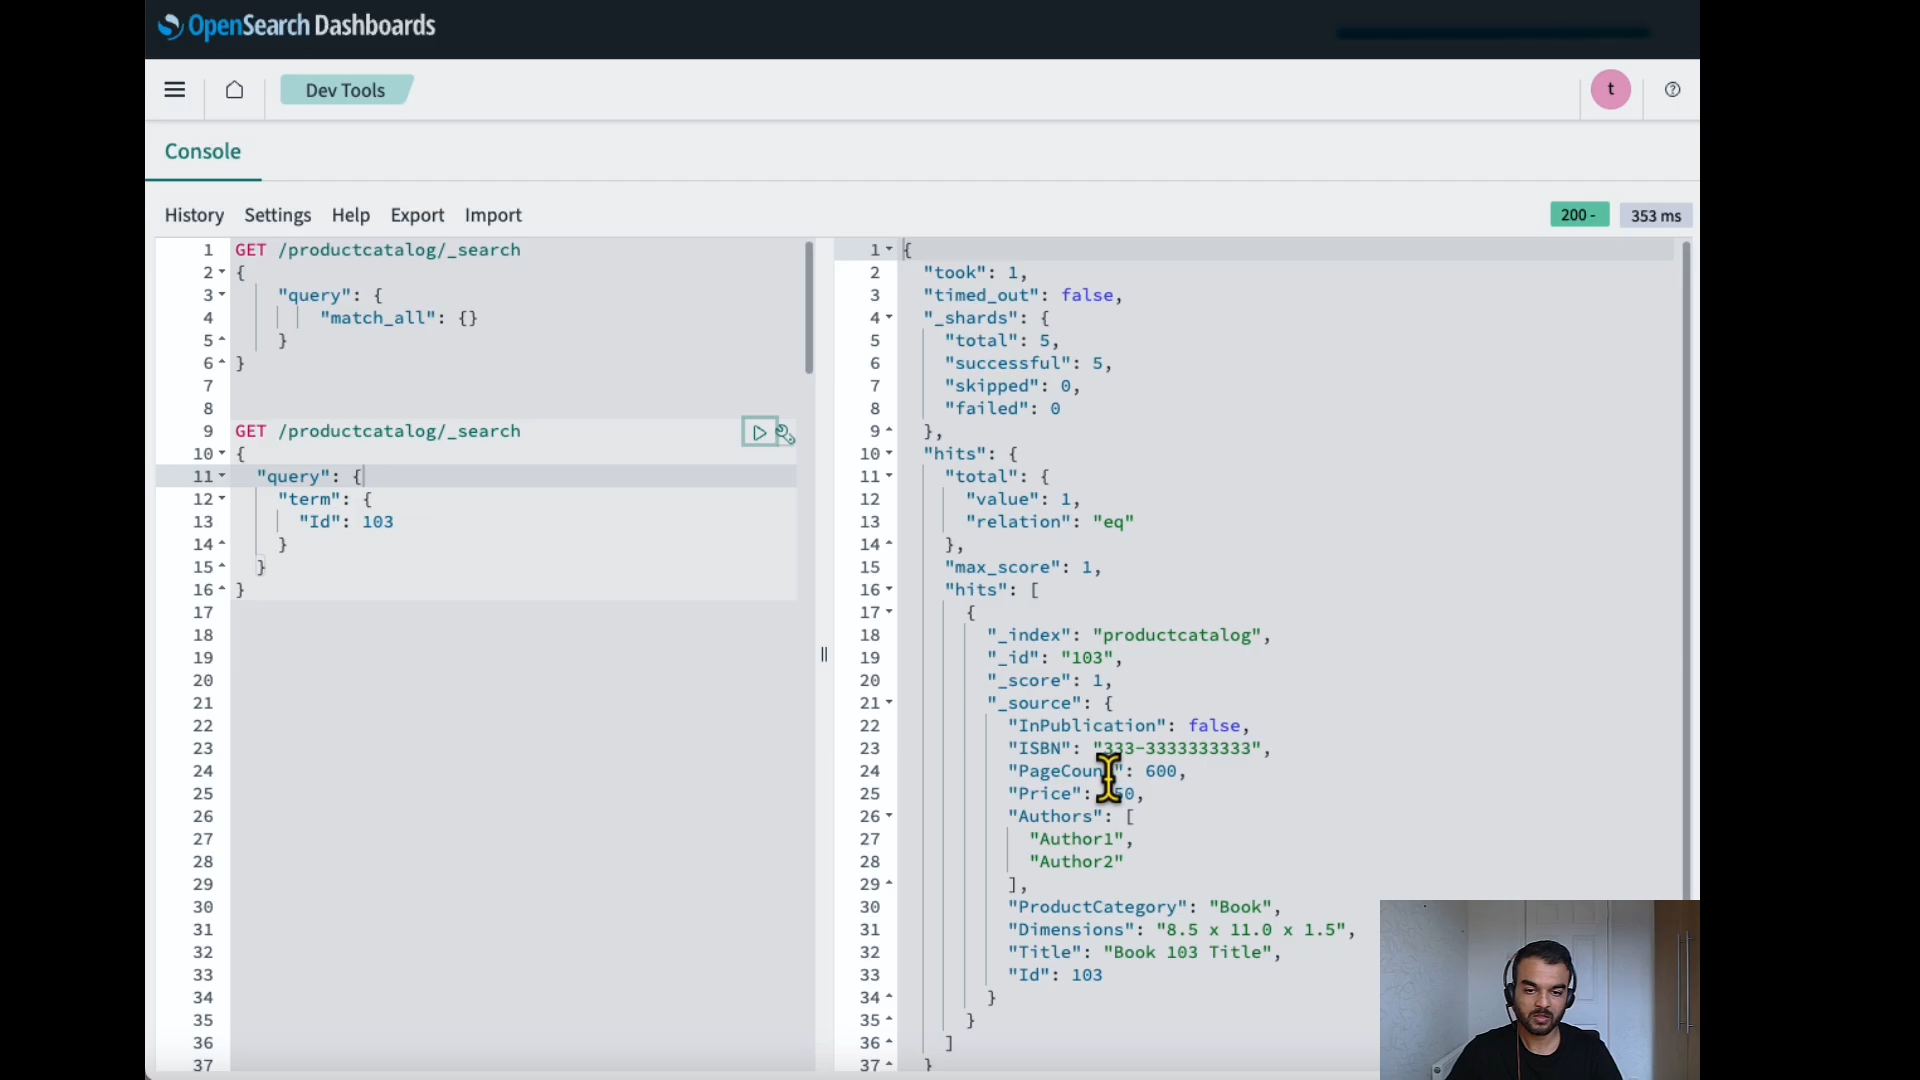 OpenSearch Dashboards
Dev Tools
t
Console
History Settings Help Export Import
200 - 353 ms
1 GET /productcatalog/_search
2 {
3 "query": {
4 "match_all": {}
5 }
6 }
7
8
9 GET /productcatalog/_search
10 {
11 "query": {
12 "term": {
13 "Id": 103
14 }
15 }
16 }
17
18
19
20
21
22
23
24
25
26
27
28
29
30
31
32
33
34
35
36
37
1 {
2 "took": 1,
3 "timed_out": false,
4 "_shards": {
5 "total": 5,
6 "successful": 5,
7 "skipped": 0,
8 "failed": 0
9 },
10 "hits": {
11 "total": {
12 "value": 1,
13 "relation": "eq"
14 },
15 "max_score": 1,
16 "hits": [
17 {
18 "_index": "productcatalog",
19 "_id": "103",
20 "_score": 1,
21 "_source": {
22 "InPublication": false,
23 "ISBN": "333-3333333333",
24 "PageCount": 600,
25 "Price":
26 "Authors": [
27 "Author1",
28 "Author2"
29 ],
30 "ProductCategory": "Book",
31 "Dimensions": "8.5 x 11.0 x 1.5",
32 "Title": "Book 103 Title",
33 "Id": 103
34 }
35 }
36 ]
37 }